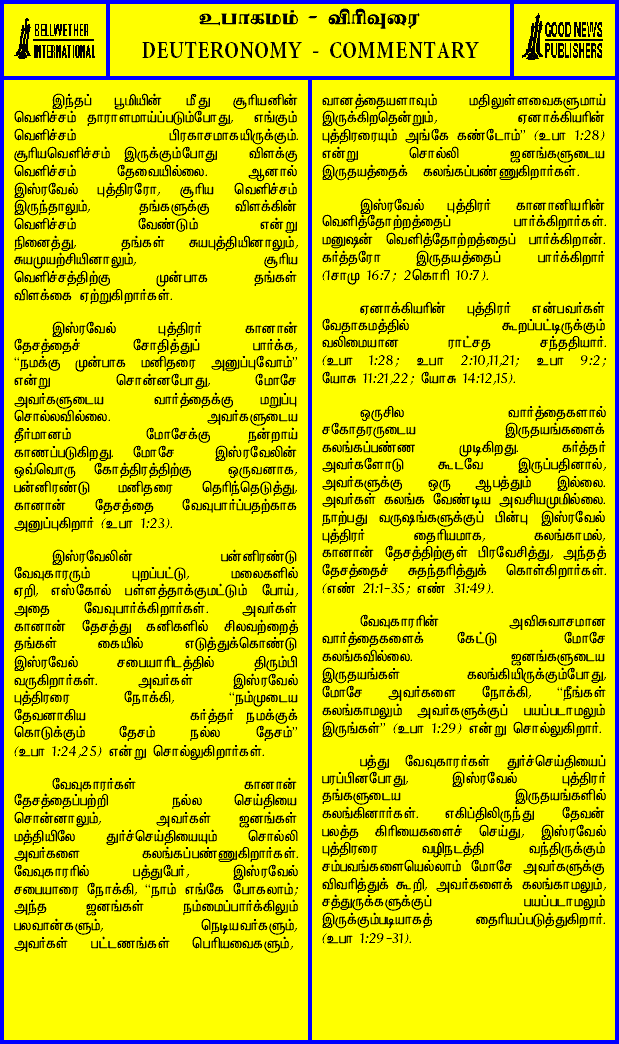 BELLWETHER
INTERNATIONAL
உபாகமம் - விரிவுரை
DEUTERONOMY - COMMENTARY
GOOD NEWS
PUBLISHERS
இந்தப் பூமியின் மீது சூரியனின்
வெளிச்சம் தாராளமாய்ப்படும்போது, எங்கும்
வெளிச்சம் பிரகாசமாகயிருக்கும்.
சூரியவெளிச்சம் இருக்கும்போது விளக்கு
வெளிச்சம் தேவையில்லை. ஆனால்
இஸ்ரவேல் புத்திரரோ, சூரிய வெளிச்சம்
இருந்தாலும், தங்களுக்கு விளக்கின்
வெளிச்சம் வேண்டும் என்று
நினைத்து, தங்கள் சுயபுத்தியினாலும்,
சுயமுயற்சியினாலும், சூரிய
வெளிச்சத்திற்கு முன்பாக தங்கள்
விளக்கை ஏற்றுகிறார்கள்.
இஸ்ரவேல் புத்திரர் கானான்
தேசத்தைச் சோதித்துப் பார்க்க,
“நமக்கு முன்பாக மனிதரை அனுப்புவோம்”
என்று சொன்னபோது, மோசே
அவர்களுடைய வார்த்தைக்கு மறுப்பு
சொல்லவில்லை. அவர்களுடைய
தீர்மானம் மோசேக்கு நன்றாய்
காணப்படுகிறது. மோசே இஸ்ரவேலின்
ஒவ்வொரு கோத்திரத்திற்கு ஒருவனாக,
பன்னிரண்டு மனிதரை தெரிந்தெடுத்து,
கானான் தேசத்தை வேவுபார்ப்பதற்காக
அனுப்புகிறார் (உபா 1:23).
இஸ்ரவேலின் பன்னிரண்டு
வேவுகாரரும் புறப்பட்டு, மலைகளில்
ஏறி, எஸ்கோல் பள்ளத்தாக்குமட்டும் போய்,
அதை வேவுபார்க்கிறார்கள். அவர்கள்
கானான் தேசத்து கனிகளில் சிலவற்றைத்
தங்கள் கையில் எடுத்துக்கொண்டு
இஸ்ரவேல் சபையாரிடத்தில் திரும்பி
வருகிறார்கள். அவர்கள் இஸ்ரவேல்
புத்திரரை நோக்கி, “நம்முடைய
தேவனாகிய கர்த்தர் நமக்குக்
கொடுக்கும் தேசம் நல்ல தேசம்”
(உபா 1:24,25) என்று சொல்லுகிறார்கள்.
வேவுகாரர்கள் கானான்
தேசத்தைப்பற்றி நல்ல செய்தியை
சொன்னாலும், அவர்கள் ஜனங்கள்
மத்தியிலே துர்ச்செய்தியையும் சொல்லி
அவர்களை கலங்கப்பண்ணுகிறார்கள்.
வேவுகாரரில் பத்துபேர், இஸ்ரவேல்
சபையாரை நோக்கி, “நாம் எங்கே போகலாம்;
அந்த ஜனங்கள் நம்மைப்பார்க்கிலும்
பலவான்களும், நெடியவர்களும்,
அவர்கள் பட்டணங்கள் பெரியவைகளும்,
வானத்தையளாவும் மதிலுள்ளவைகளுமாய்
இருக்கிறதென்றும், ஏனாக்கியரின்
புத்திரரையும் அங்கே கண்டோம்” (உபா 1:28)
என்று சொல்லி ஜனங்களுடைய
இருதயத்தைக் கலங்கப்பண்ணுகிறார்கள்.
இஸ்ரவேல் புத்திரர் கானானியரின்
வெளித்தோற்றத்தைப் பார்க்கிறார்கள்.
மனுஷன் வெளித்தோற்றத்தைப் பார்க்கிறான்.
கர்த்தரோ இருதயத்தைப் பார்க்கிறார்
(1சாமு 16:7; 2கொரி 10:7).
ஏனாக்கியரின் புத்திரர் என்பவர்கள்
வேதாகமத்தில் கூறப்பட்டிருக்கும்
வலிமையான ராட்சத சந்ததியார்.
(உபா 1:28; உபா 2:10,11,21; உபா 9:2;
யோசு 11:21,22; யோசு 14:12,15).
ஒருசில வார்த்தைகளால்
சகோதரருடைய இருதயங்களைக்
கலங்கப்பண்ண முடிகிறது. கர்த்தர்
அவர்களோடு கூடவே இருப்பதினால்,
அவர்களுக்கு ஒரு ஆபத்தும் இல்லை.
அவர்கள் கலங்க வேண்டிய அவசியமுமில்லை.
நாற்பது வருஷங்களுக்குப் பின்பு இஸ்ரவேல்
புத்திரர் தைரியமாக, கலங்காமல்,
கானான் தேசத்திற்குள் பிரவேசித்து, அந்தத்
தேசத்தைச் சுதந்தரித்துக் கொள்கிறார்கள்.
(எண் 21:1-35; எண் 31:49).
வேவுகாரரின் அவிசுவாசமான
வார்த்தைகளைக் கேட்டு மோசே
கலங்கவில்லை. ஜனங்களுடைய
இருதயங்கள் கலங்கியிருக்கும்போது,
மோசே அவர்களை நோக்கி, “நீங்கள்
கலங்காமலும் அவர்களுக்குப் பயப்படாமலும்
இருங்கள்” (உபா 1:29) என்று சொல்லுகிறார்.
பத்து வேவுகாரர்கள் துர்ச்செய்தியைப்
பரப்பினபோது, இஸ்ரவேல் புத்திரர்
தங்களுடைய இருதயங்களில்
கலங்கினார்கள். எகிப்திலிருந்து தேவன்
பலத்த கிரியைகளைச் செய்து, இஸ்ரவேல்
புத்திரரை வழிநடத்தி வந்திருக்கும்
சம்பவங்களையெல்லாம் மோசே அவர்களுக்கு
விவரித்துக் கூறி, அவர்களைக் கலங்காமலும்,
சத்துருக்களுக்குப் பயப்படாமலும்
இருக்கும்படியாகத் தைரியப்படுத்துகிறார்.
(உபா 1:29-31).